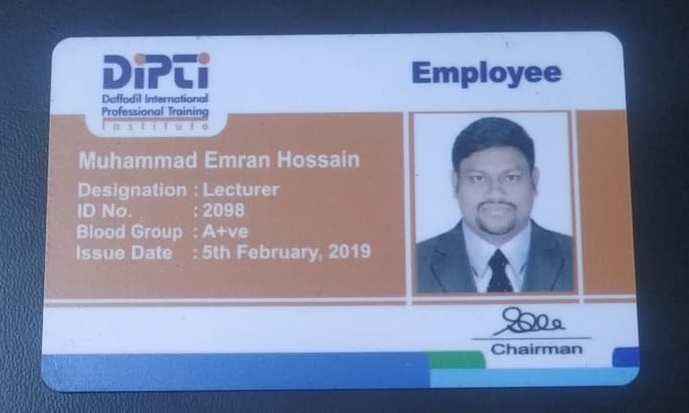 DIPTI
Daffodil International
Professional Training
Institute
Employee
Muhammad Emran Hossain
Designation : Lecturer
ID No. : 2098
Blood Group : A+ve
Issue Date : 5th February, 2019
Chairman